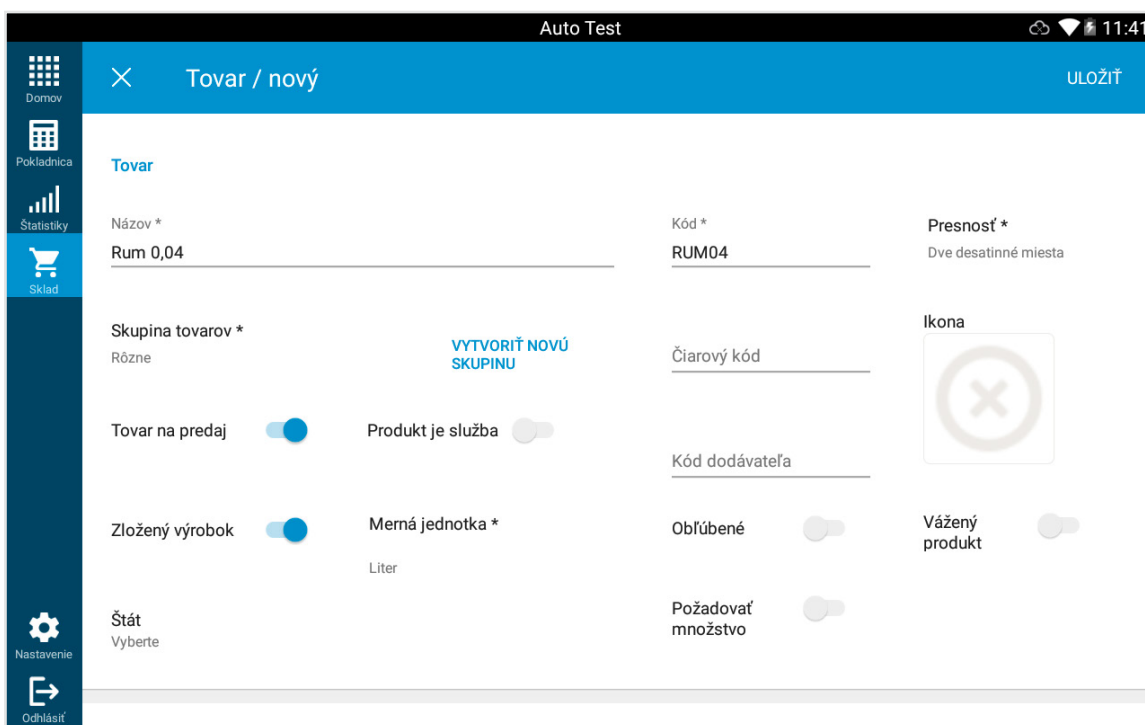 Auto Test
11:41
Domov
Tovar / nový
ULOŽIŤ
Pokladnica
Štatistiky
Sklad
Nastavenie
Odhlásiť
Tovar
Názov *
Rum 0,04
Kód *
RUM04
Presnosť *
Dve desatinné miesta
Skupina tovarov *
Rôzne
VYTVORIŤ NOVÚ
SKUPINU
Čiarový kód
Ikona
Tovar na predaj
Produkt je služba
Kód dodávateľa
Zložený výrobok
Merná jednotka *
Liter
Obľúbené
Vážený
produkt
Štát
Vyberte
Požadovať
množstvo